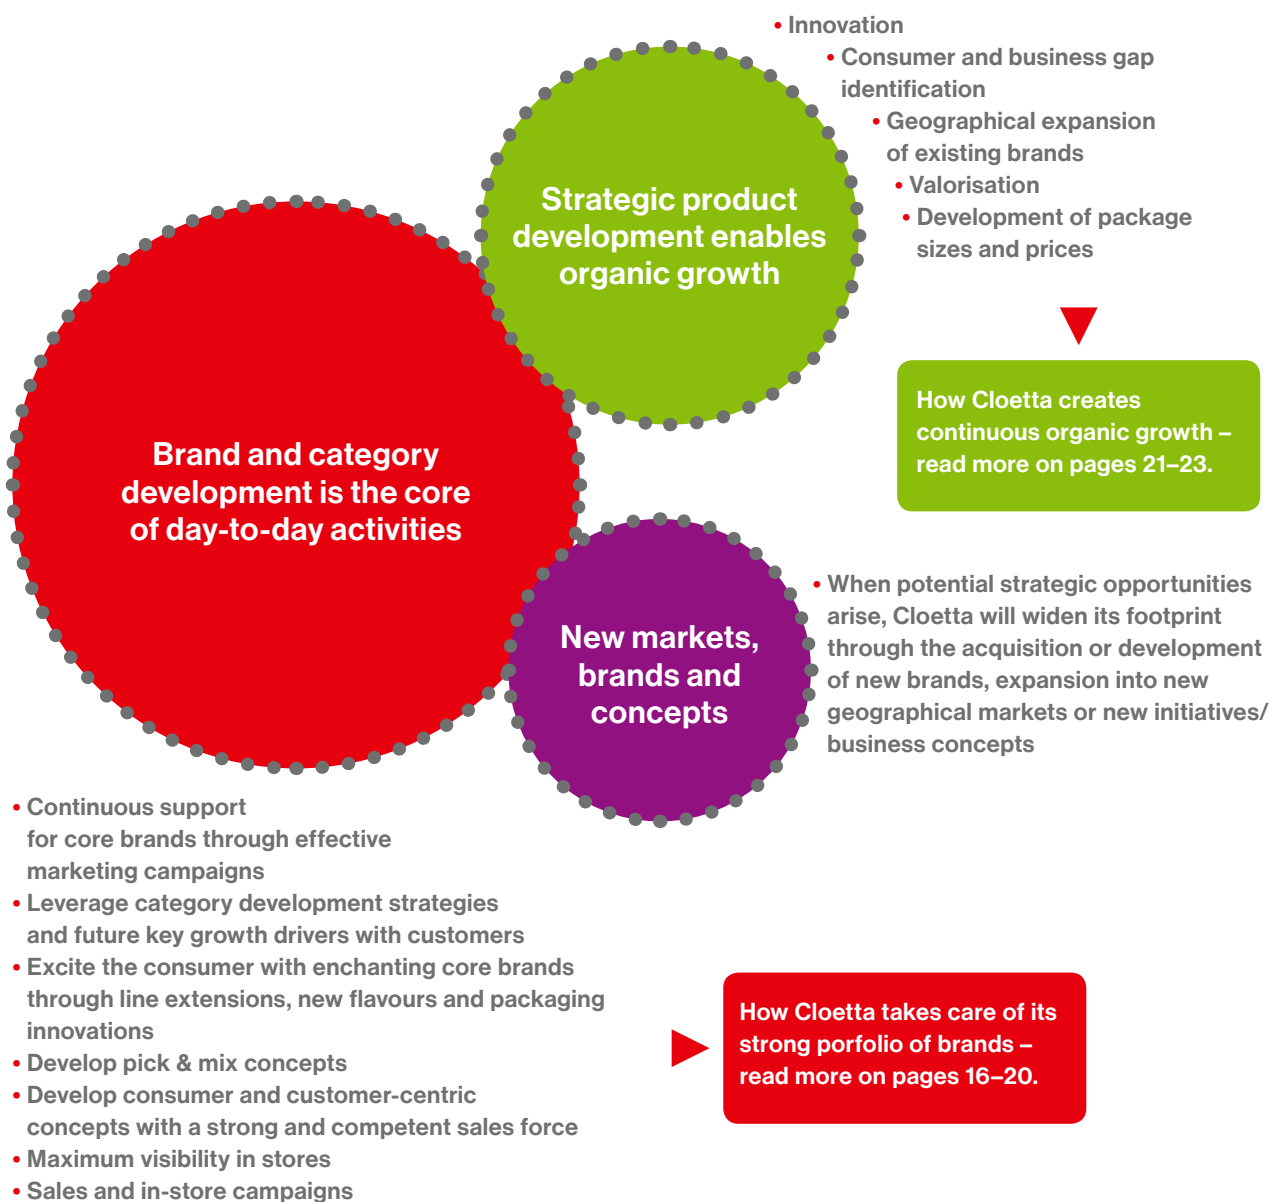 • Innovation
• Consumer and business gap
identification
• Geographical expansion
of existing brands
• Valorisation
• Development of package
sizes and prices
Strategic product
development enables
organic growth
How Cloetta creates
continuous organic growth –
read more on pages 21–23.
Brand and category
development is the core
of day-to-day activities
New markets,
brands and
concepts
• When potential strategic opportunities
arise, Cloetta will widen its footprint
through the acquisition or development
of new brands, expansion into new
geographical markets or new initiatives/
business concepts
• Continuous support
for core brands through effective
marketing campaigns
• Leverage category development strategies
and future key growth drivers with customers
• Excite the consumer with enchanting core brands
through line extensions, new flavours and packaging
innovations
• Develop pick & mix concepts
• Develop consumer and customer-centric
concepts with a strong and competent sales force
• Maximum visibility in stores
• Sales and in-store campaigns
How Cloetta takes care of its
strong porfolio of brands –
read more on pages 16–20.